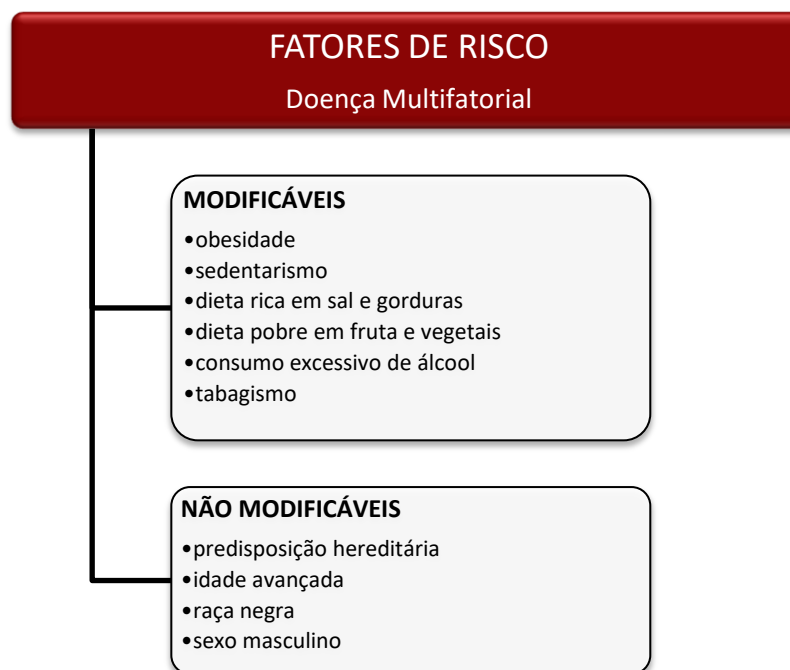 FATORES DE RISCO
Doença Multifatorial
MODIFICÁVEIS
•obesidade
•sedentarismo
•dieta rica em sal e gorduras
•dieta pobre em fruta e vegetais
•consumo excessivo de álcool
•tabagismo
NÃO MODIFICÁVEIS
•predisposição hereditária
•idade avançada
•raça negra
•sexo masculino